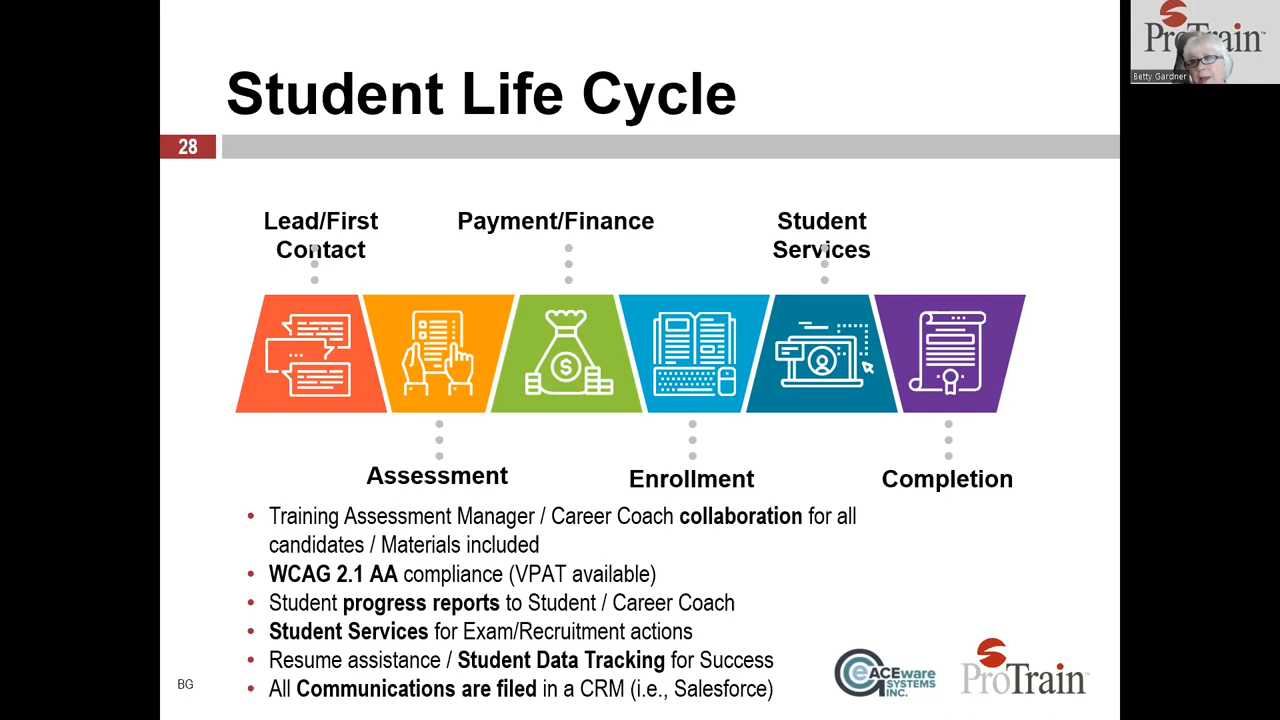 Student Life Cycle
28
Lead/First
Contact
Payment/Finance
Student
Services
Assessment
Enrollment
Completion
• Training Assessment Manager / Career Coach collaboration for all
candidates / Materials included
• WCAG 2.1 AA compliance (VPAT available)
• Student progress reports to Student / Career Coach
• Student Services for Exam/Recruitment actions
• Resume assistance / Student Data Tracking for Success
• All Communications are filed in a CRM (i.e., Salesforce)
BG
ACEware
SYSTEMS
INC.
ProTrain
ProTrain
Betty Gardner